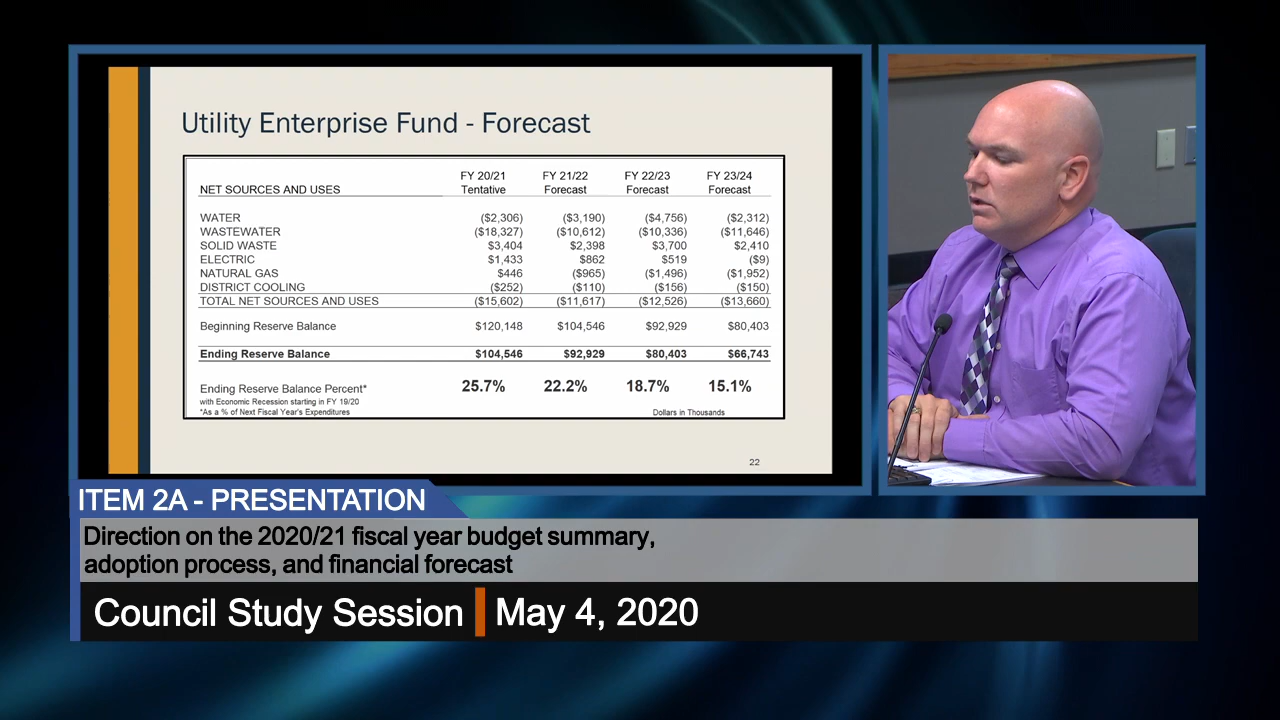 Utility Enterprise Fund - Forecast
FY 20/21 FY 21/22 FY 22/23 FY 23/24
NET SOURCES AND USES Tentative Forecast Forecast Forecast
WATER ($2,306) ($3,190) ($4,756) ($2,312)
WASTEWATER ($18,327) ($10,612) ($10,336) ($11,646)
SOLID WASTE $3,404 $2,398 $3,700 $2,410
ELECTRIC $1,433 $862 $519 ($9)
NATURAL GAS $446 ($965) ($1,496) ($1,952)
DISTRICT COOLING ($252) ($110) ($156) ($150)
TOTAL NET SOURCES AND USES ($15,602) ($11,617) ($12,526) ($13,660)
Beginning Reserve Balance $120,148 $104,546 $92,929 $80,403
Ending Reserve Balance $104,546 $92,929 $80,403 $66,743
Ending Reserve Balance Percent* 25.7% 22.2% 18.7% 15.1%
with Economic Recession starting in FY 19/20
*As a % of Next Fiscal Year's Expenditures Dollars in Thousands
22
ITEM 2A - PRESENTATION
Direction on the 2020/21 fiscal year budget summary,
adoption process, and financial forecast
Council Study Session May 4, 2020